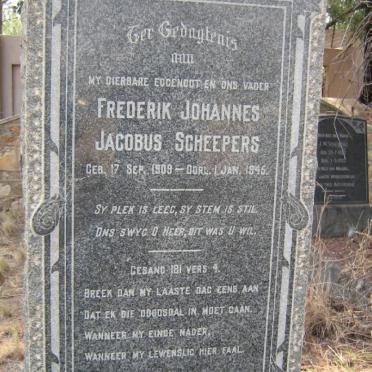 Ter Gedagtenis
aan
MY DIERBARE EGGENOOT EN ONS VADER
FREDERIK JOHANNES
JACOBUS SCHEEPERS
GEB. 17 SEP. 1909 — OORL. 1 JAN. 1945.
SY PLEK IS LEEG, SY STEM IS STIL.
ONS SWYG O HEER, DIT WAS U WIL.
GESANG 181 VERS 4.
BREEK DAN MY LAASTE DAG EENS AAN
DAT EK DIE DOODSDAL IN MOET GAAN.
WANNEER MY EINDE NADER,
WANNEER MY LEWENSLIG HIER FAAL.